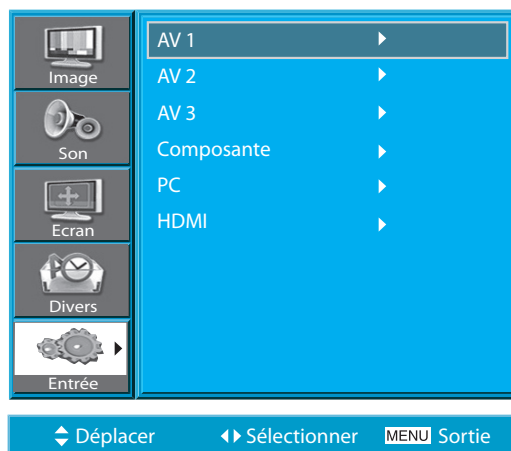 Image
Son
Ecran
Divers
Entrée
AV 1
AV 2
AV 3
Composante
PC
HDMI
Déplacer Sélectionner MENU Sortie